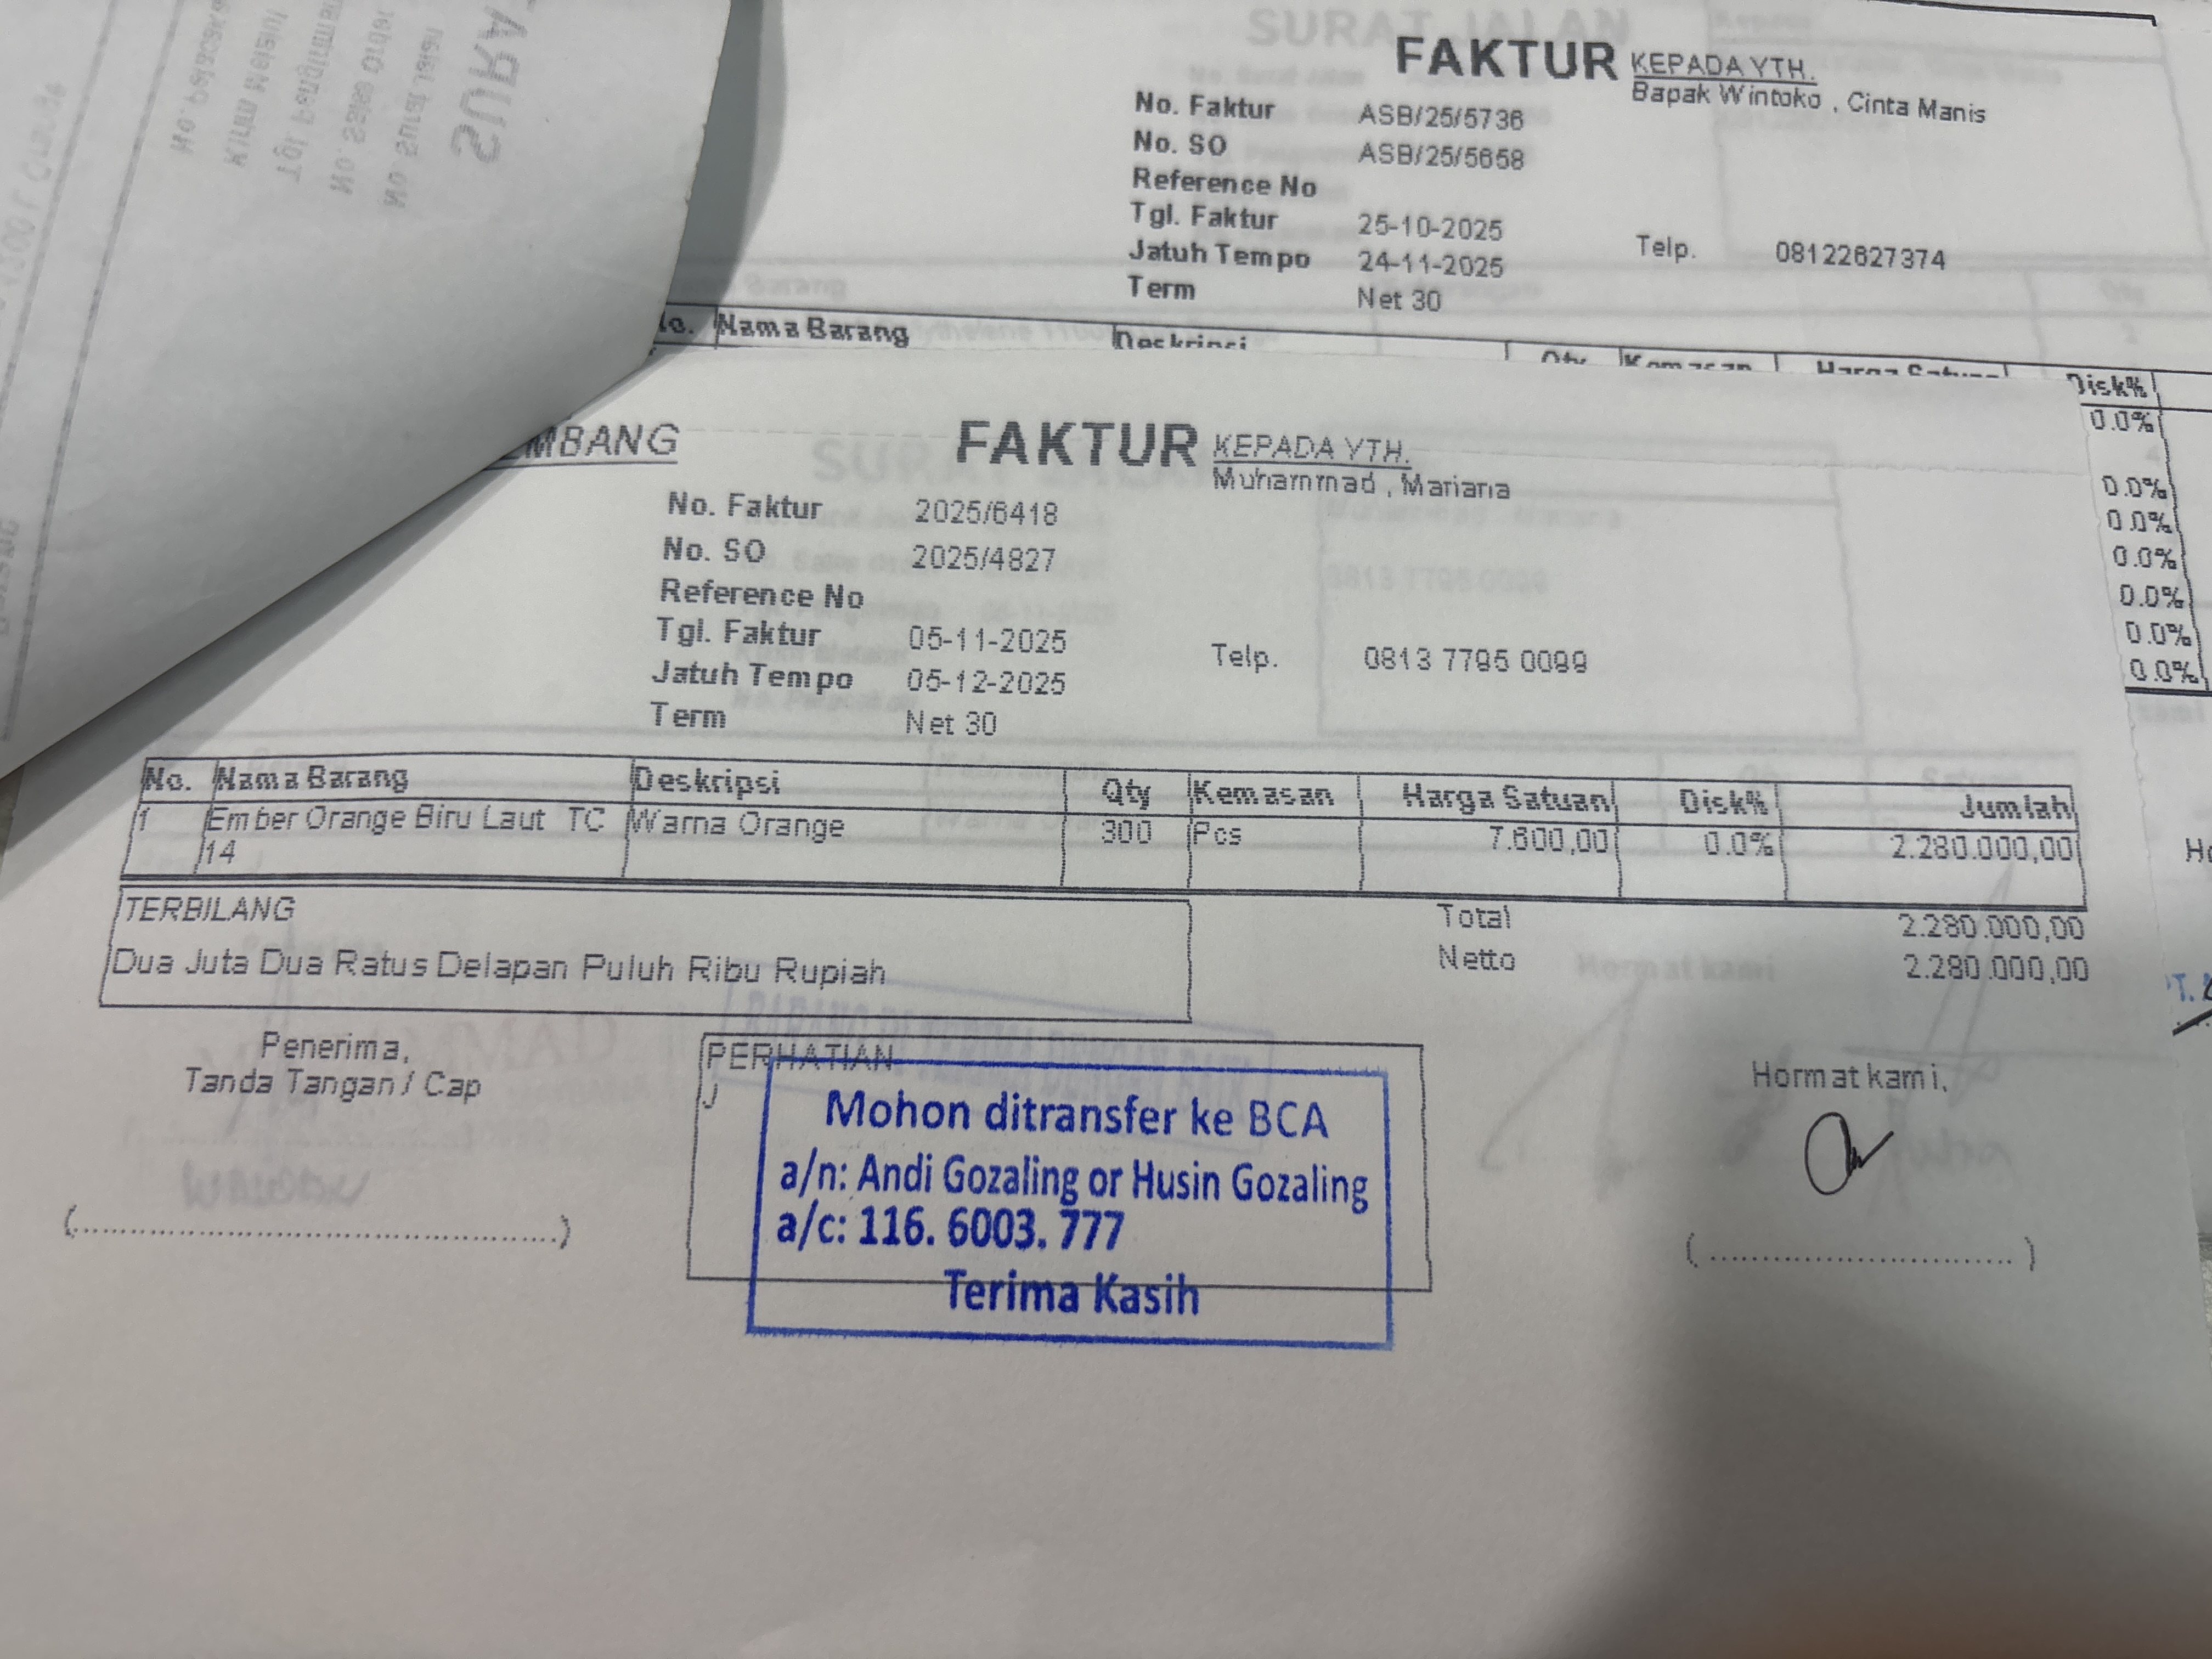 FAKTUR
KEPADA YTH.
Bapak Wintoko , Cinta Manis
No. Faktur ASB/25/5736
No. SO ASB/25/5658
Reference No
Tgl. Faktur 25-10-2025
Jatuh Tempo 24-11-2025
Term Net 30
Telp. 08122627374
Nama Barang Deskripsi Qty Kemasan Harga Satuan Disk%
0.0%
0.0%
0.0%
0.0%
0.0%
0.0%
0.0%
FAKTUR
KEPADA YTH.
Muhammad , Mariana
No. Faktur 2025/6418
No. SO 2025/4827
Reference No
Tgl. Faktur 05-11-2025
Jatuh Tempo 05-12-2025
Term Net 30
Telp. 0813 7795 0099
No. Nama Barang Deskripsi Qty Kemasan Harga Satuan Disk% Jumlah
1 Ember Orange Biru Laut TC Warna Orange 300 Pcs 7.600,00 0.0% 2.280.000,00
14
TERBILANG
Dua Juta Dua Ratus Delapan Puluh Ribu Rupiah
Total 2.280.000,00
Netto 2.280.000,00
Penerima,
Tanda Tangan / Cap
(................................................)
PERHATIAN
J
Mohon ditransfer ke BCA
a/n: Andi Gozaling or Husin Gozaling
a/c: 116. 6003. 777
Terima Kasih
Hormat kami,
(................................)